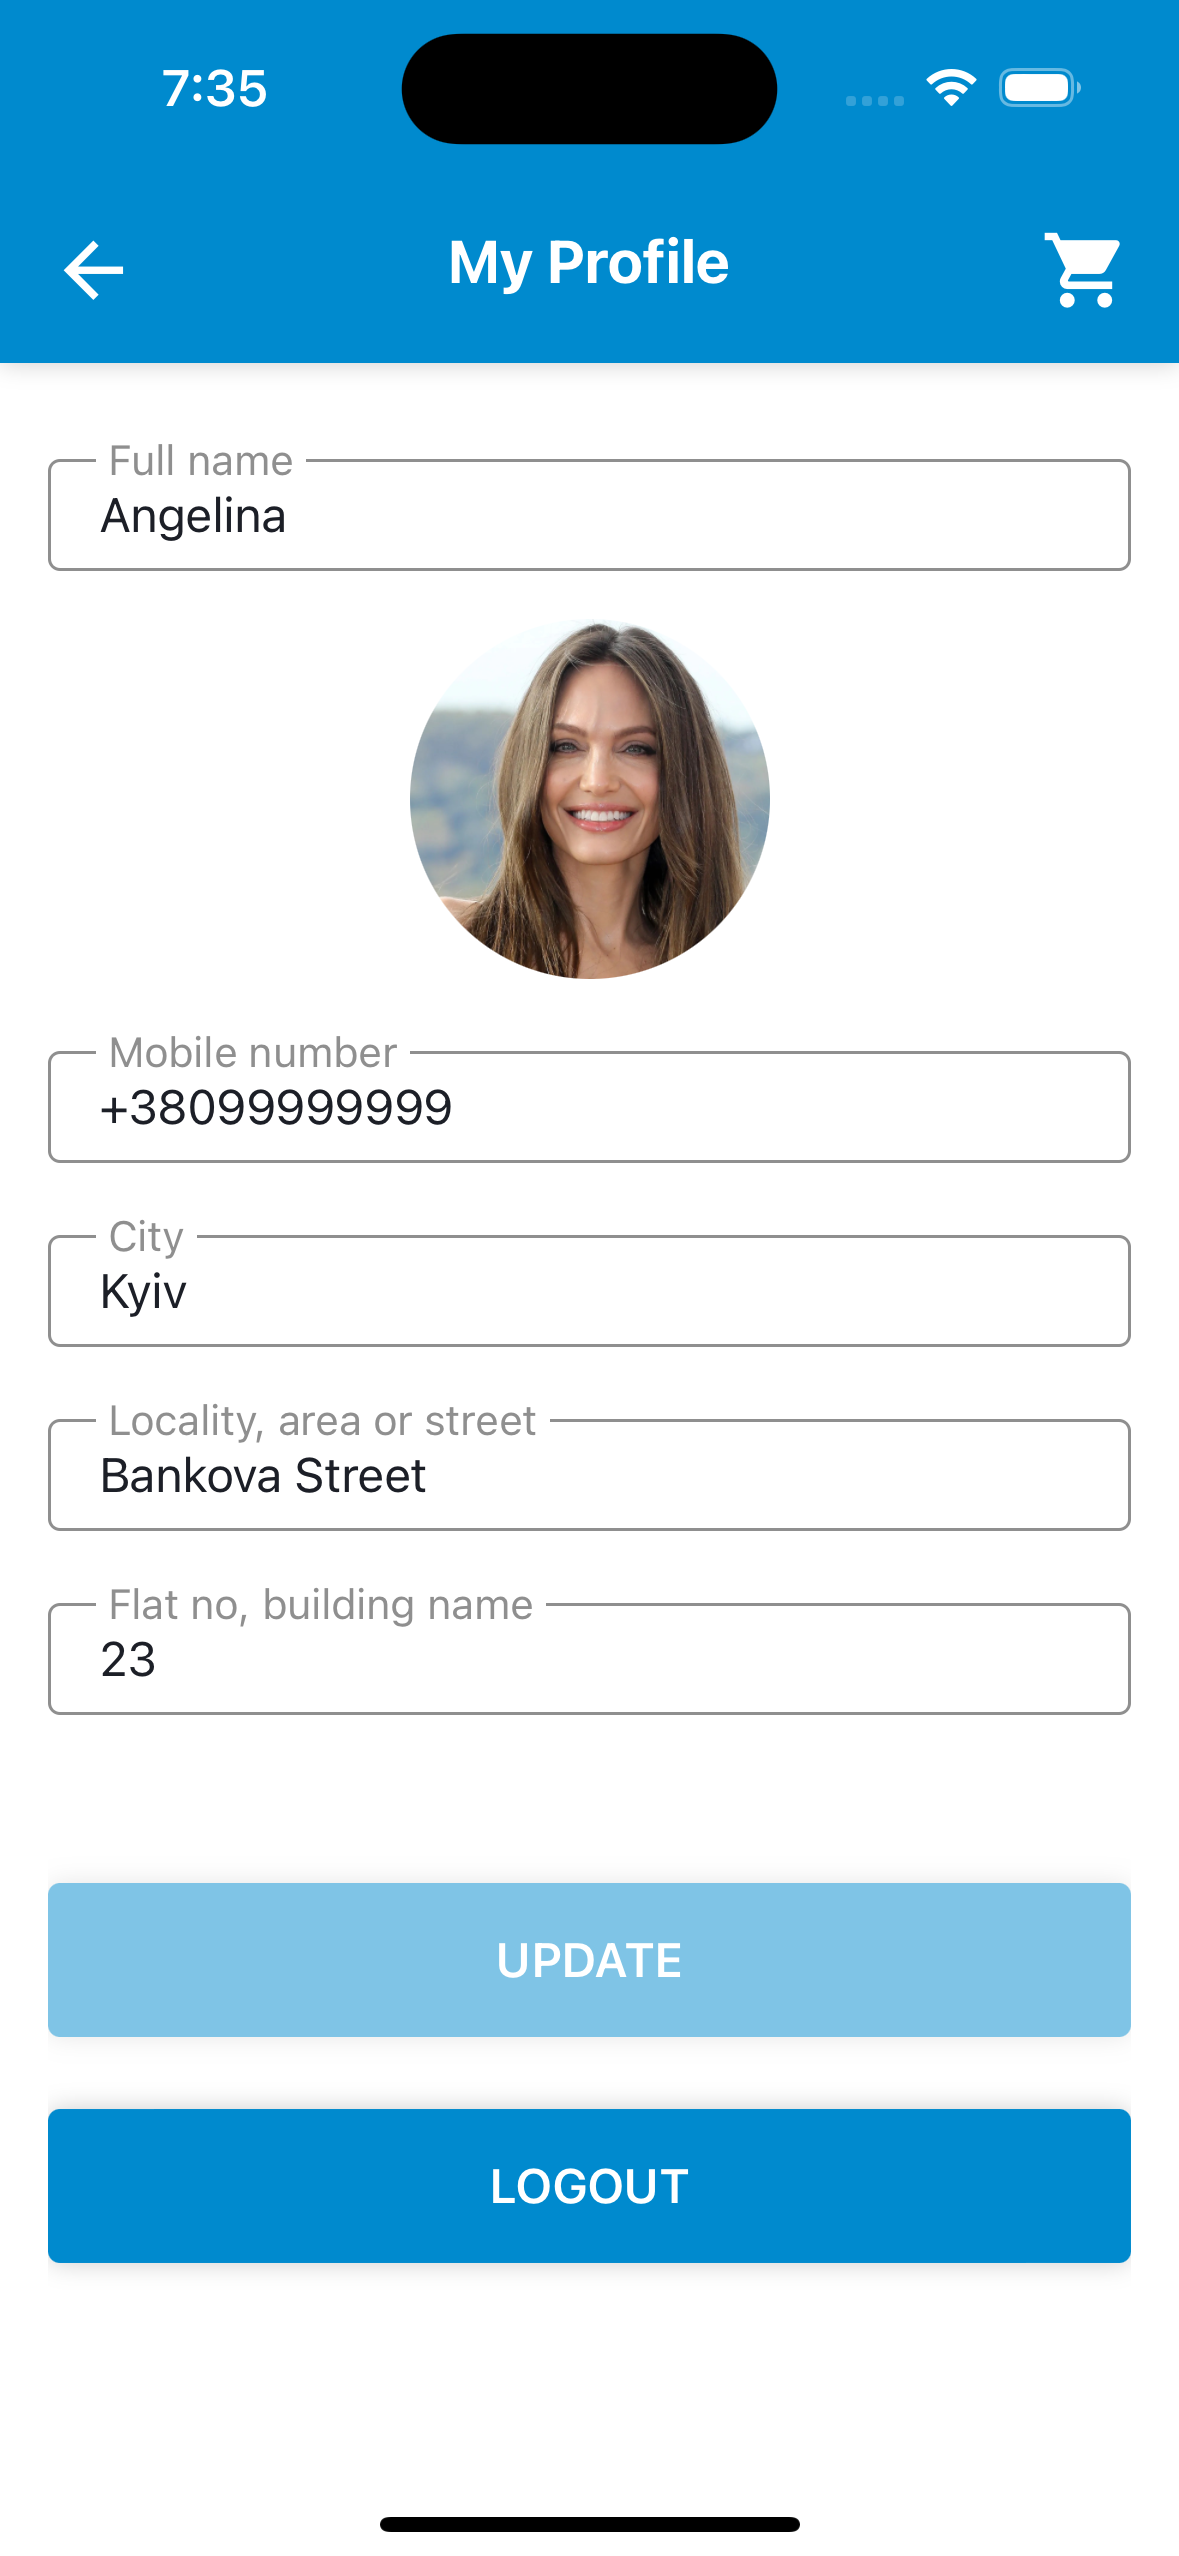 7:35
My Profile
Full name
Angelina
Mobile number
+38099999999
City
Kyiv
Locality, area or street
Bankova Street
Flat no, building name
23
UPDATE
LOGOUT